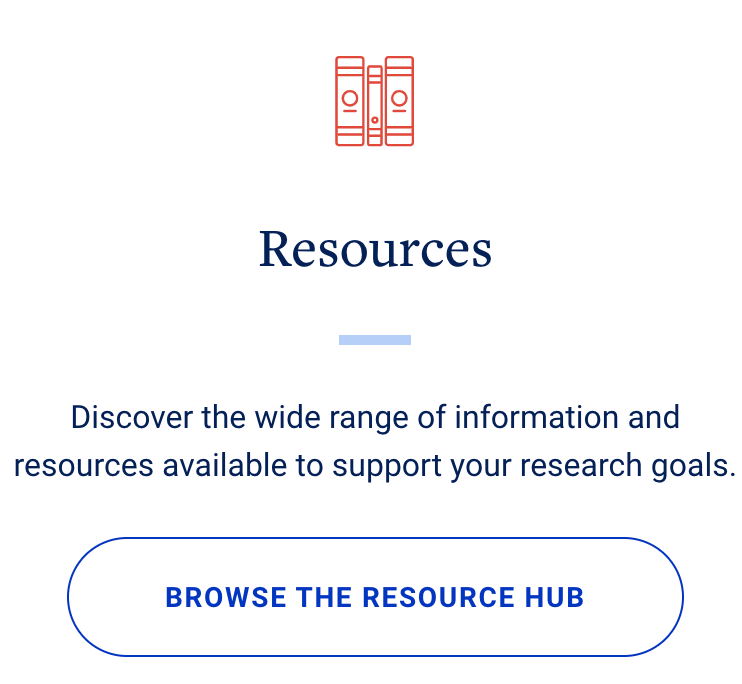 Resources
Discover the wide range of information and
resources available to support your research goals.
BROWSE THE RESOURCE HUB